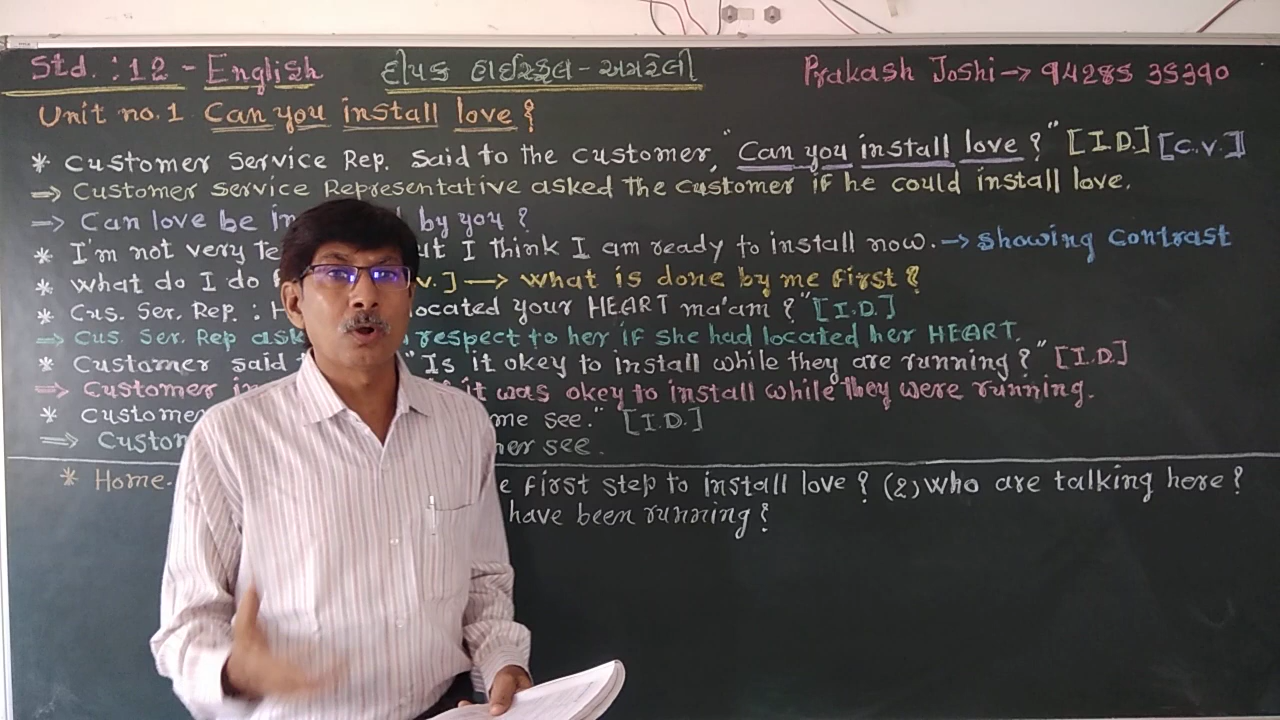 Std. : 12 - English દીપક હાઇસ્કૂલ - અમરેલી Prakash Joshi → 94285 35390
Unit no. 1 Can you install love ?
* Customer Service Rep. said to the customer, "Can you install love ?" [I.D.] [C.V.]
⇒ Customer Service Representative asked the customer if he could install love.
⇒ Can love be by you ?
* I'm not very I think I am ready to install now. → showing contrast
* What do I do V.] → What is done by me first ?
* Cus. Ser. Rep. : located your HEART ma'am ?" [I.D.]
⇒ Cus. Ser. Rep respect to her if she had located her HEART.
* Customer said "Is it okey to install while they are running ?" [I.D.]
⇒ Customer it was okey to install while they were running.
* Customer me see." [I.D.]
⇒ her see.
* Home. first step to install love ? (2) Who are talking here ?
have been running ?